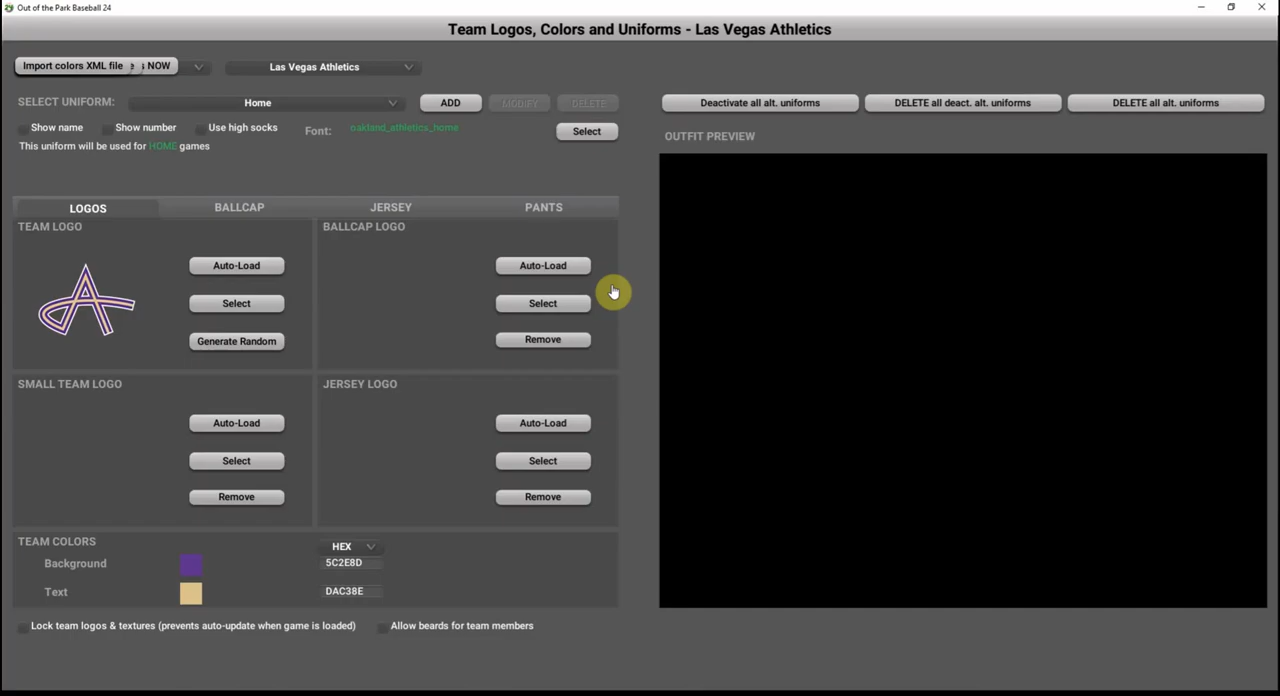 Out of the Park Baseball 24
Team Logos, Colors and Uniforms - Las Vegas Athletics
Import colors XML file NOW
Las Vegas Athletics
SELECT UNIFORM: Home ADD MODIFY DELETE
Deactivate all alt. uniforms DELETE all deact. alt. uniforms DELETE all alt. uniforms
Show name Show number Use high socks Font: oakland_athletics_home Select
OUTFIT PREVIEW
This uniform will be used for HOME games
LOGOS BALLCAP JERSEY PANTS
TEAM LOGO BALLCAP LOGO
Auto-Load Auto-Load
Select Select
Generate Random Remove
SMALL TEAM LOGO JERSEY LOGO
Auto-Load Auto-Load
Select Select
Remove Remove
TEAM COLORS HEX
Background 5C2E8D
Text DAC38E
Lock team logos & textures (prevents auto-update when game is loaded) Allow beards for team members